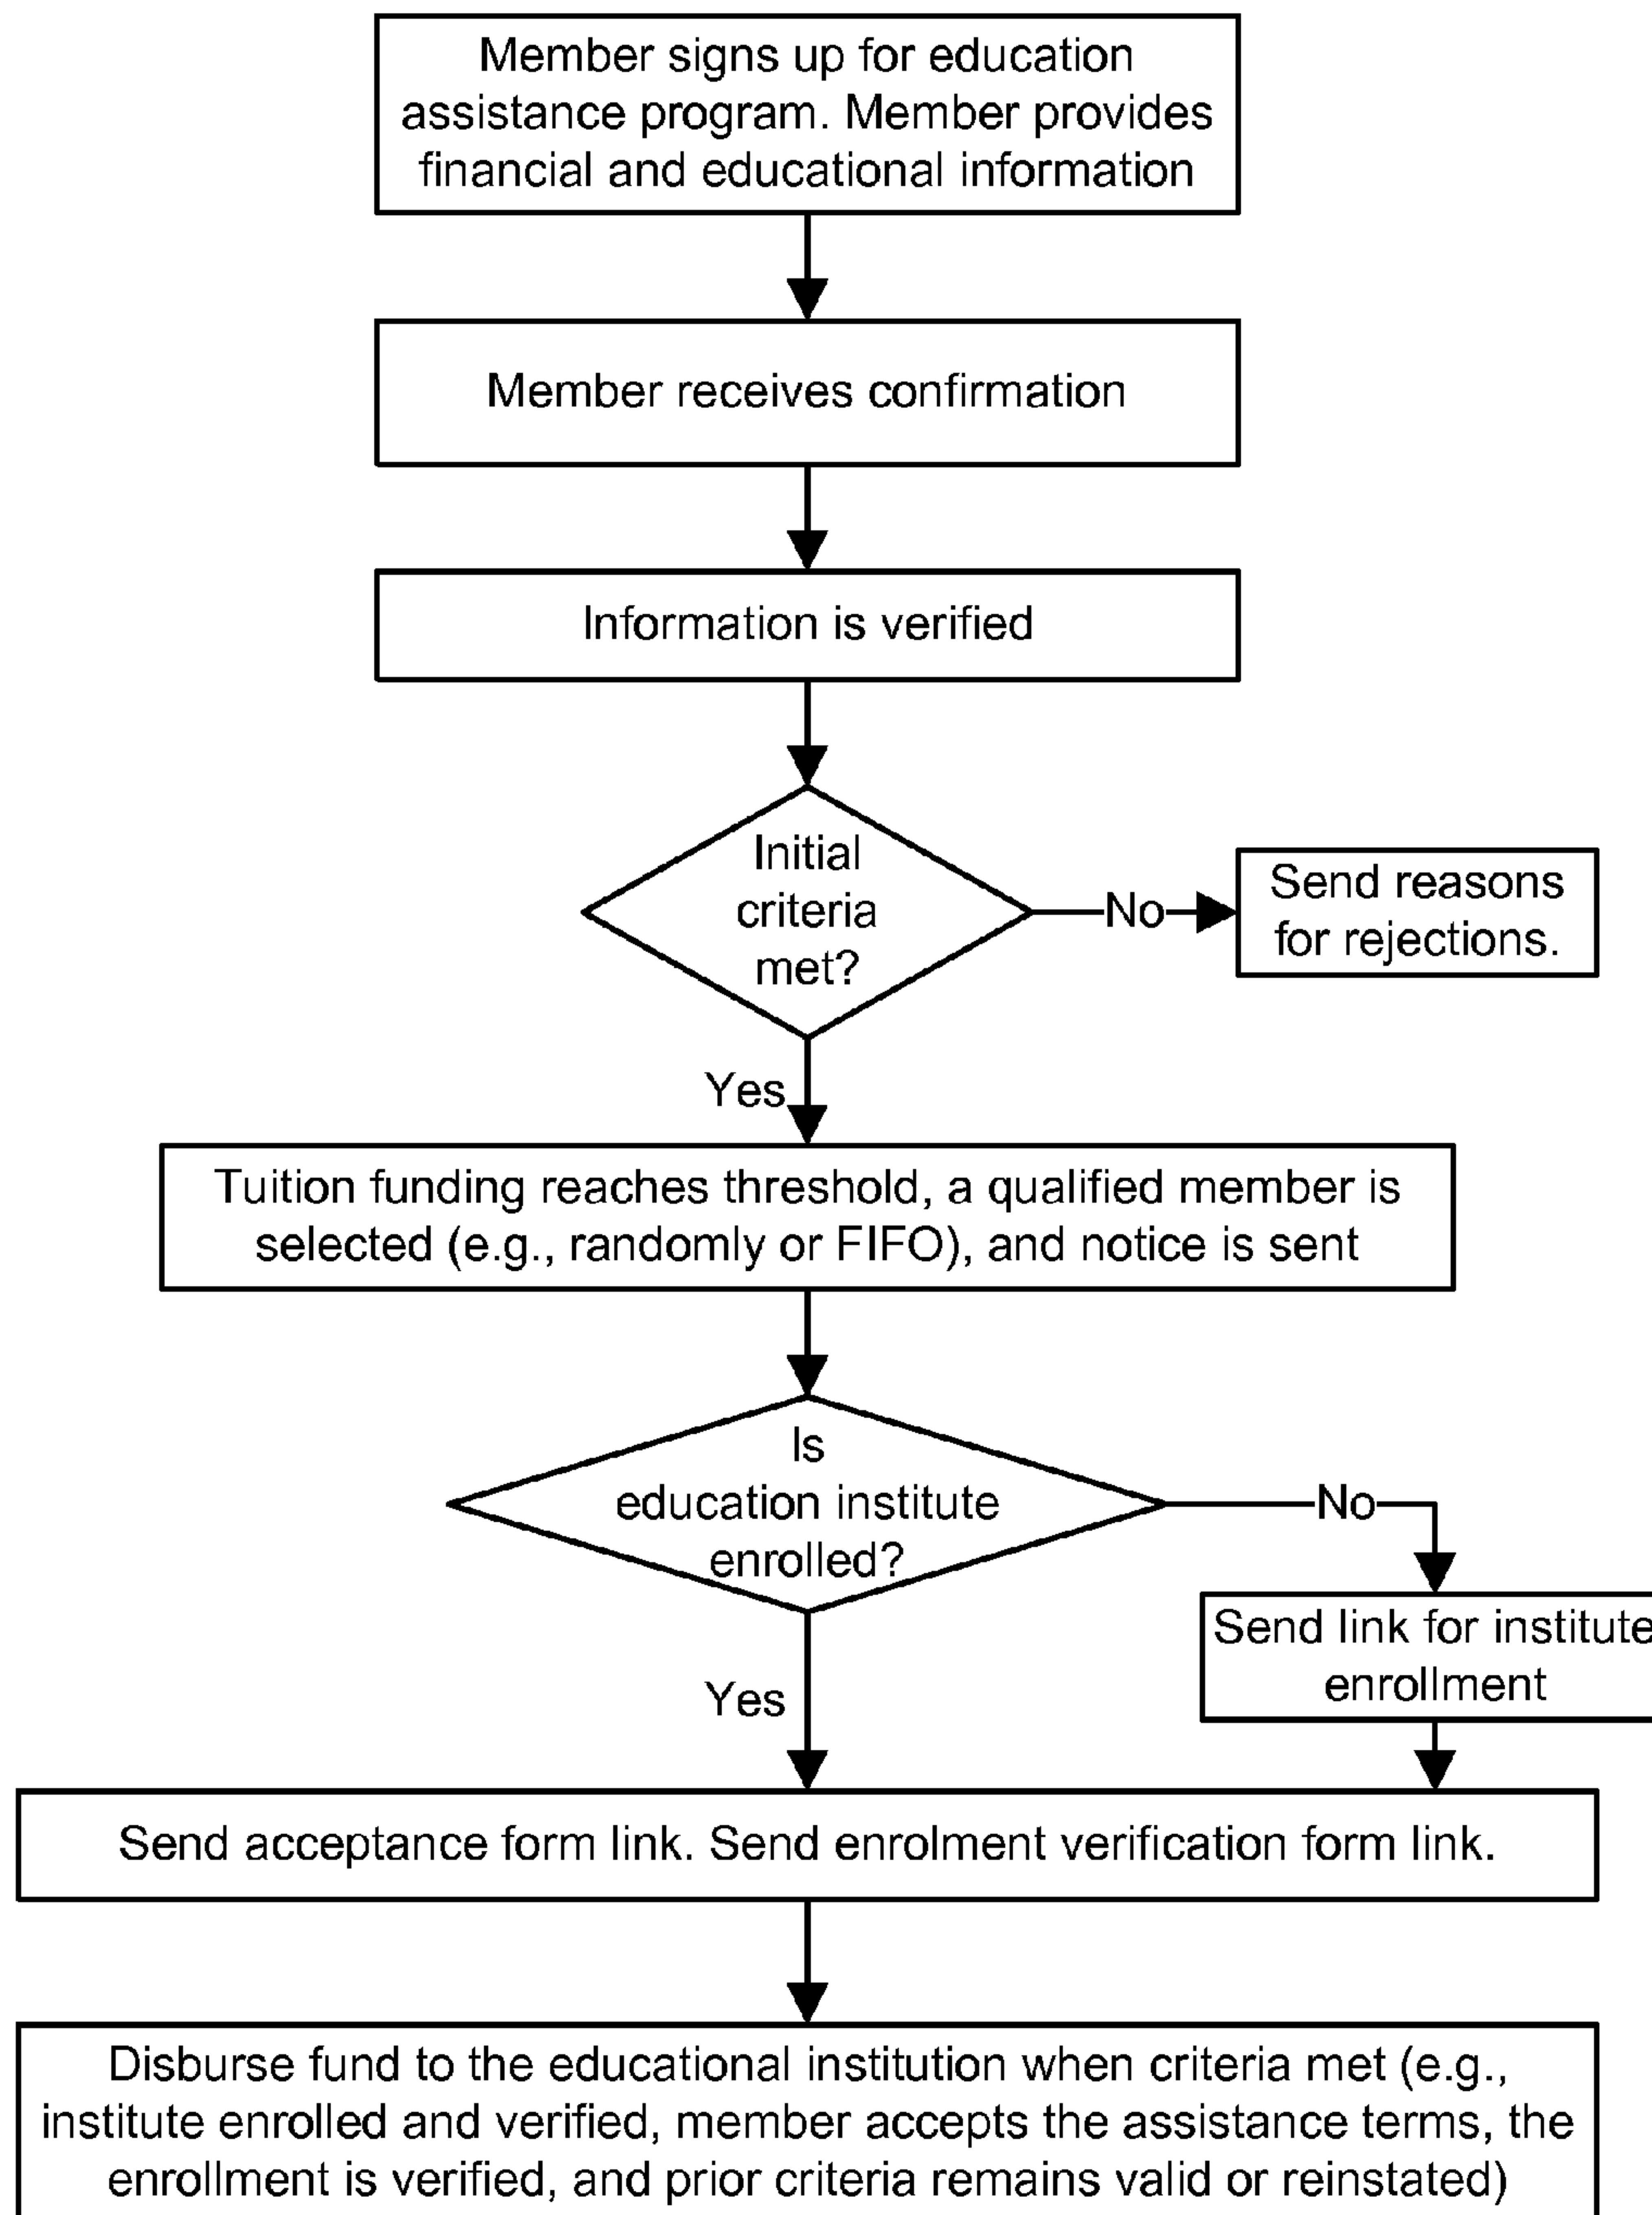 Member signs up for education
assistance program. Member provides
financial and educational information
Member receives confirmation
Information is verified
Initial
criteria
met?
No
Send reasons
for rejections.
Yes
Tuition funding reaches threshold, a qualified member is
selected (e.g., randomly or FIFO), and notice is sent
Is
education institute
enrolled?
No
Send link for institute
enrollment
Yes
Send acceptance form link. Send enrolment verification form link.
Disburse fund to the educational institution when criteria met (e.g.,
institute enrolled and verified, member accepts the assistance terms, the
enrollment is verified, and prior criteria remains valid or reinstated)